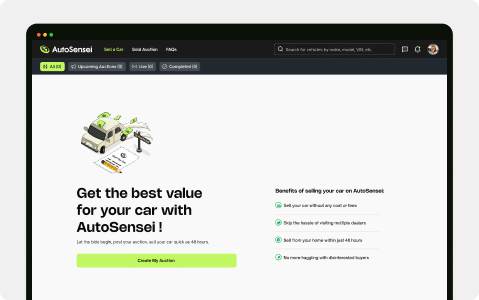 AutoSensei
Sell a Car
Sold Auction
FAQs
Search for vehicles by make, model, VIN, etc.
All (0)
Upcoming Auctions (0)
Live (0)
Completed (0)
Get the best value
for your car with
AutoSensei !
Let the bids begin, post your auction, sell your car quick as 48 hours.
Create My Auction
Benefits of selling your car on AutoSensei:
Sell your car without any cost or fees
Skip the hassle of visiting multiple dealers
Sell from your home within just 48 hours
No more haggling with disinterested buyers